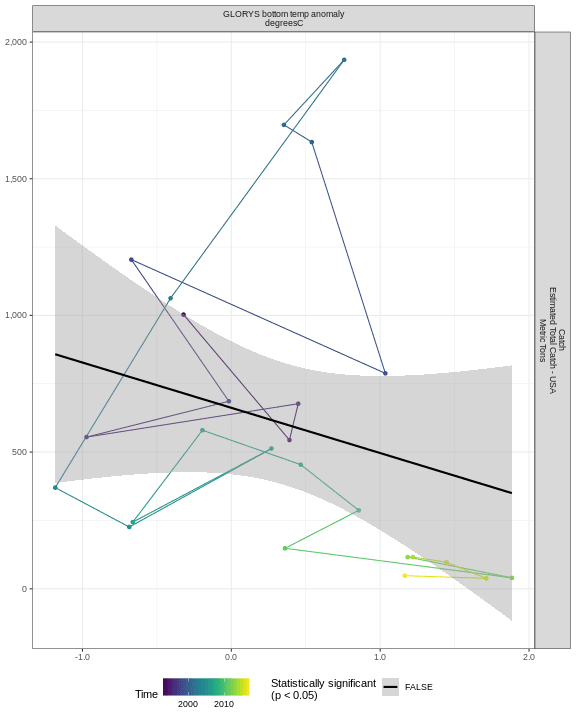 GLORYS bottom temp anomaly
degreesC
2,000
1,500
1,000
500
0
-1.0
0.0
1.0
2.0
Catch
Estimated Total Catch - USA
Metric Tons
Time
2000
2010
Statistically significant
(p < 0.05)
FALSE